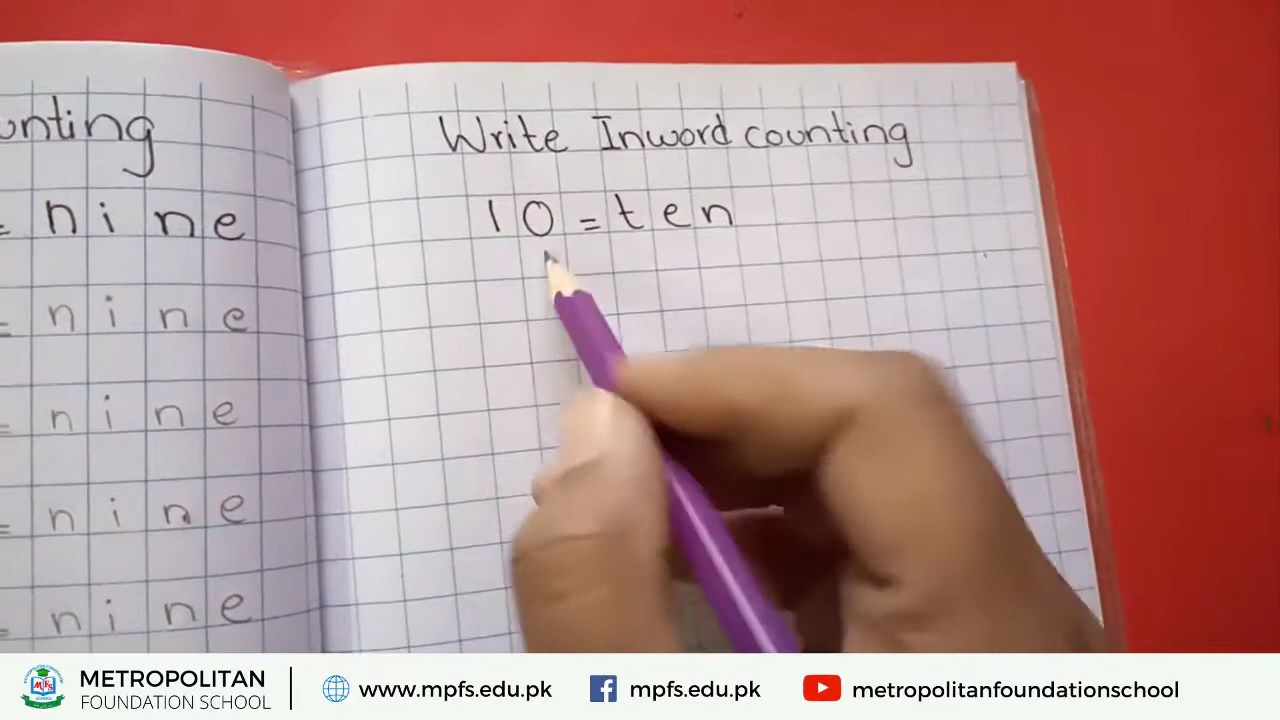 ounting
= nine
= nine
= nine
= nine
= nine
Write Inword counting
10 = ten
METROPOLITAN
FOUNDATION SCHOOL
www.mpfs.edu.pk
mpfs.edu.pk
metropolitanfoundationschool